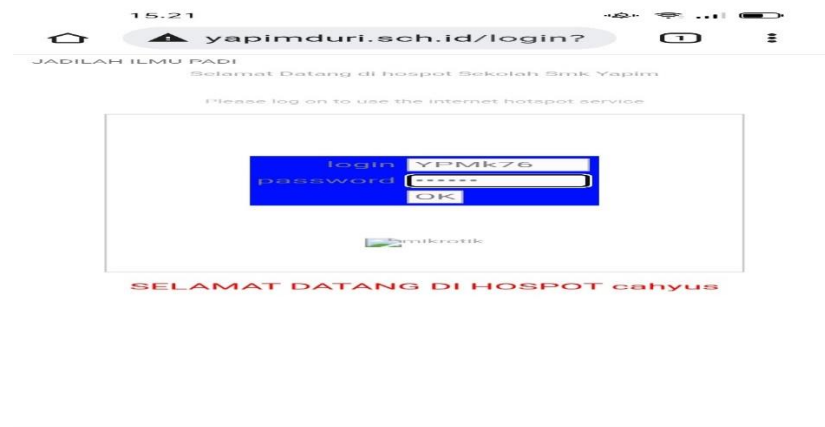 15.21
yapimduri.sch.id/login?
1
JADILAH ILMU PADI
Selamat Datang di hospot Sekolah Smk Yapim
Please log on to use the internet hotspot service
login YPMk76
password ••••••
OK
mikrotik
SELAMAT DATANG DI HOSPOT cahyus